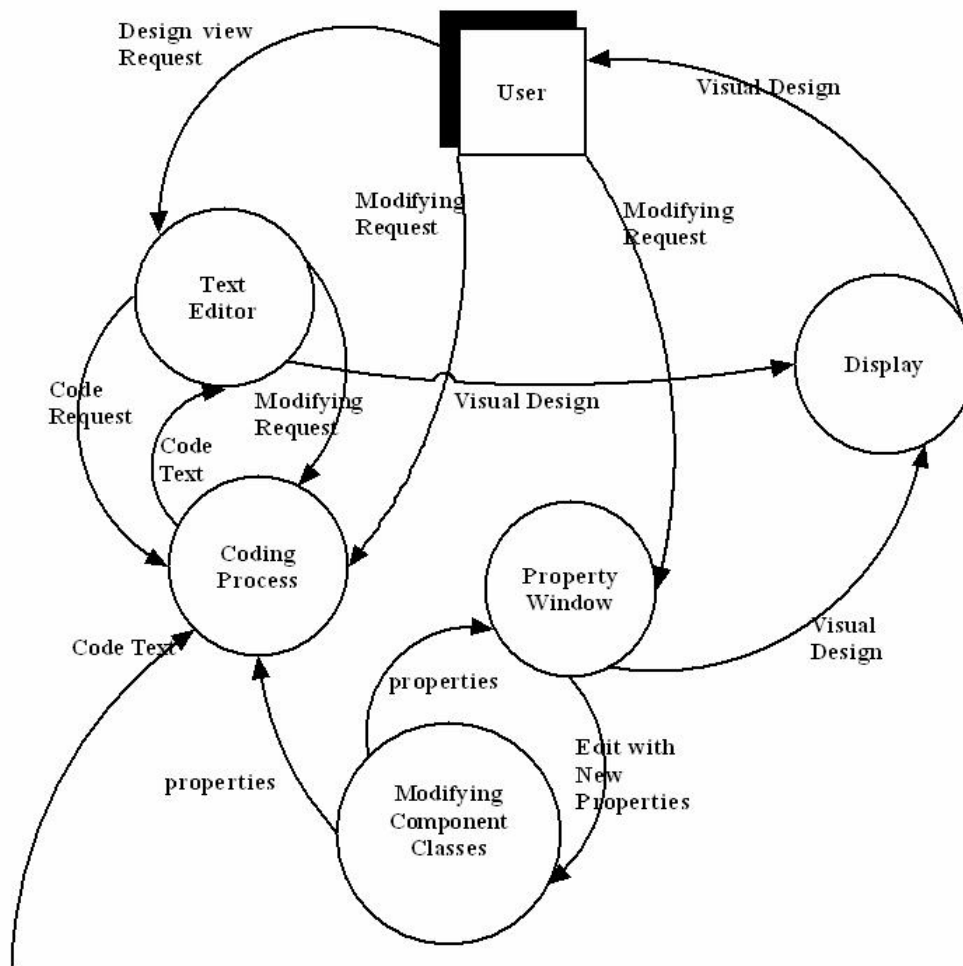 Design view
Request
User
Visual Design
Modifying
Request
Modifying
Request
Text
Editor
Display
Code
Request
Modifying
Request
Visual Design
Code
Text
Coding
Process
Property
Window
Code Text
Visual
Design
properties
properties
Edit with
New
Properties
Modifying
Component
Classes